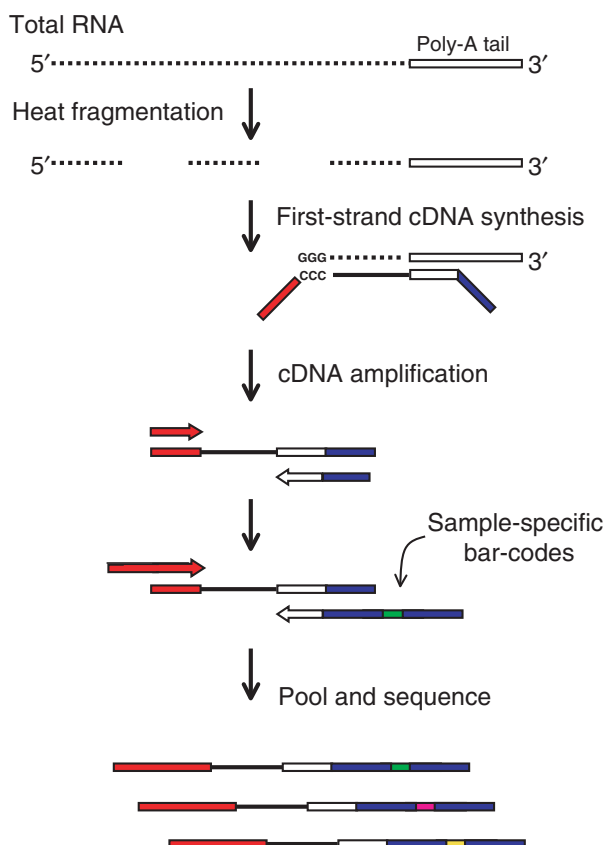 Total RNA
Poly-A tail
5′ 3′
Heat fragmentation
5′ 3′
First-strand cDNA synthesis
GGG 3′
CCC
cDNA amplification
Sample-specific
bar-codes
Pool and sequence